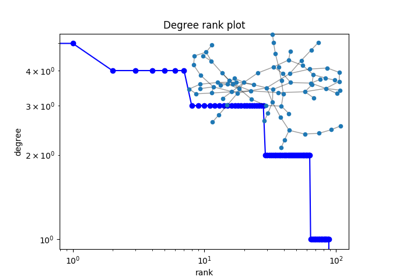 Degree rank plot
degree
4 × 10⁰
3 × 10⁰
2 × 10⁰
10⁰
10⁰ 10¹ 10²
rank